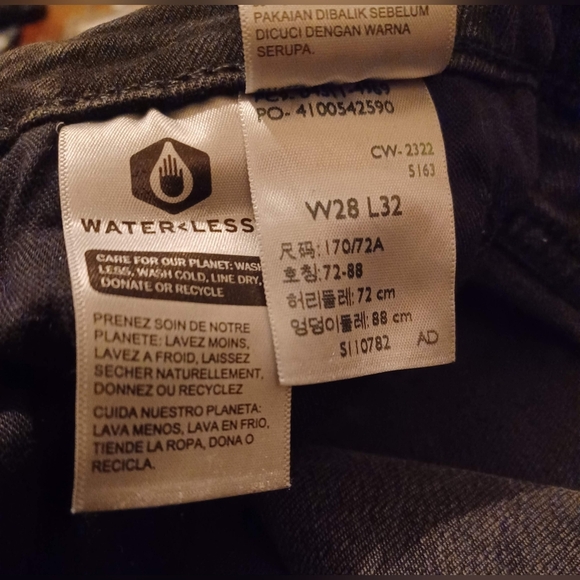 PAKAIAN DIBALIK SEBELUM
DICUCI DENGAN WARNA
SERUPA.
PO- 4100542590
CW-2322
5163
W28 L32
尺码: 170/72A
호칭: 72-88
허리둘레: 72 cm
엉덩이둘레: 88 cm
S110782 AD
WATER<LESS
CARE FOR OUR PLANET: WASH
LESS, WASH COLD, LINE DRY,
DONATE OR RECYCLE
PRENEZ SOIN DE NOTRE
PLANETE: LAVEZ MOINS,
LAVEZ A FROID, LAISSEZ
SECHER NATURELLEMENT,
DONNEZ OU RECYCLEZ
CUIDA NUESTRO PLANETA:
LAVA MENOS, LAVA EN FRIO,
TIENDE LA ROPA, DONA O
RECICLA.